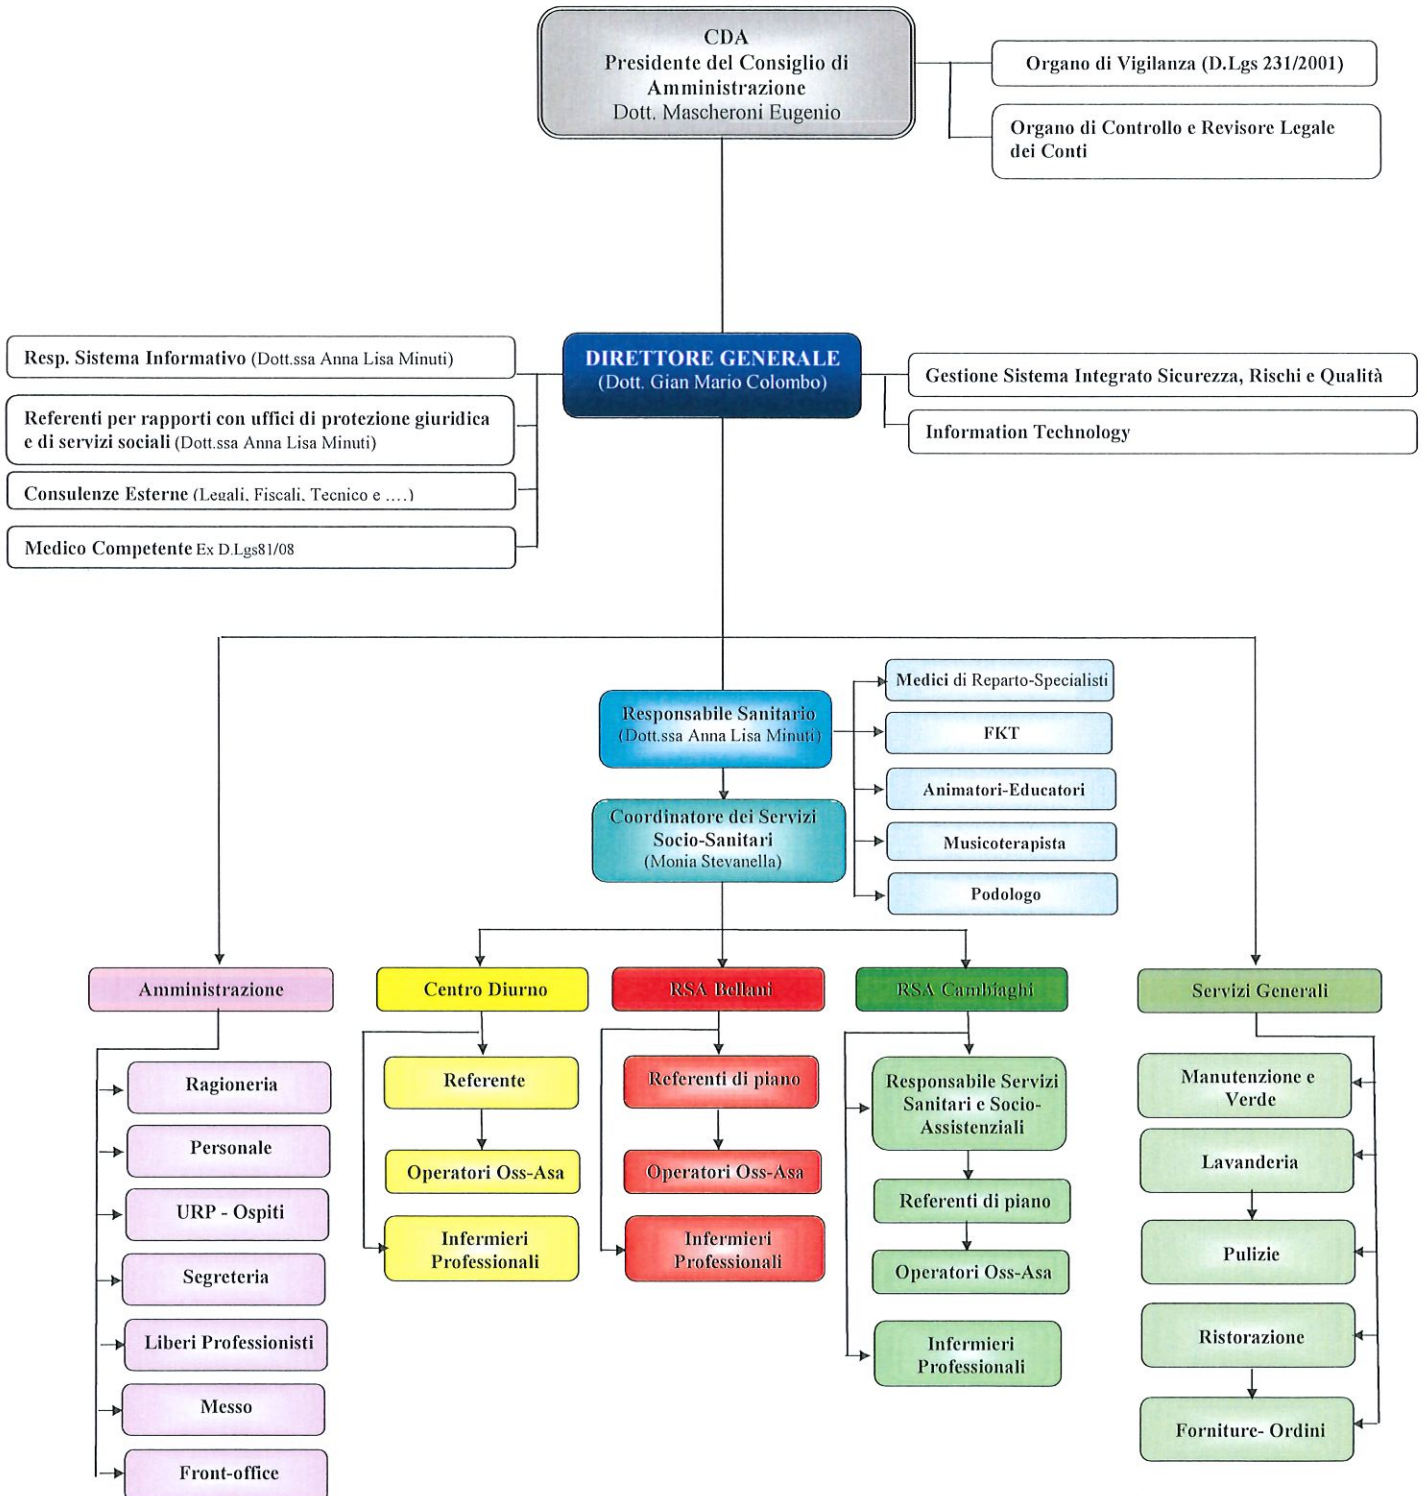 CDA
Presidente del Consiglio di
Amministrazione
Dott. Mascheroni Eugenio
Organo di Vigilanza (D.Lgs 231/2001)
Organo di Controllo e Revisore Legale
dei Conti
Resp. Sistema Informativo (Dott.ssa Anna Lisa Minuti)
Referenti per rapporti con uffici di protezione giuridica
e di servizi sociali (Dott.ssa Anna Lisa Minuti)
Consulenze Esterne (Legali, Fiscali, Tecnico e ….)
Medico Competente Ex D.Lgs81/08
DIRETTORE GENERALE
(Dott. Gian Mario Colombo)
Gestione Sistema Integrato Sicurezza, Rischi e Qualità
Information Technology
Responsabile Sanitario
(Dott.ssa Anna Lisa Minuti)
Medici di Reparto-Specialisti
FKT
Animatori-Educatori
Musicoterapista
Podologo
Coordinatore dei Servizi
Socio-Sanitari
(Monia Stevanella)
Amministrazione
Ragioneria
Personale
URP - Ospiti
Segreteria
Liberi Professionisti
Messo
Front-office
Centro Diurno
Referente
Operatori Oss-Asa
Infermieri
Professionali
RSA Bellani
Referenti di piano
Operatori Oss-Asa
Infermieri
Professionali
RSA Cambiaghi
Responsabile Servizi
Sanitari e Socio-
Assistenziali
Referenti di piano
Operatori Oss-Asa
Infermieri
Professionali
Servizi Generali
Manutenzione e
Verde
Lavanderia
Pulizie
Ristorazione
Forniture- Ordini